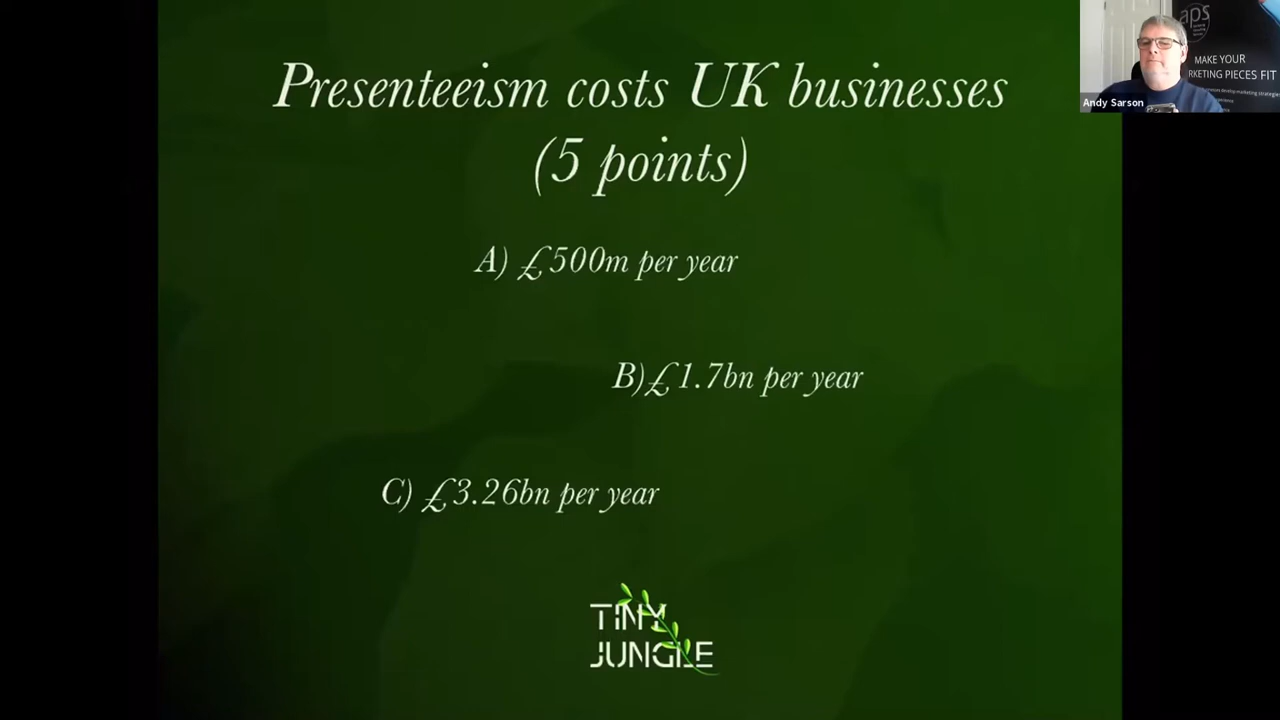 Presenteeism costs UK businesses
(5 points)
A) £500m per year
B)£1.7bn per year
C) £3.26bn per year
TINY
JUNGLE
aps
MAKE YOUR
RKETING PIECES FIT
Andy Sarson